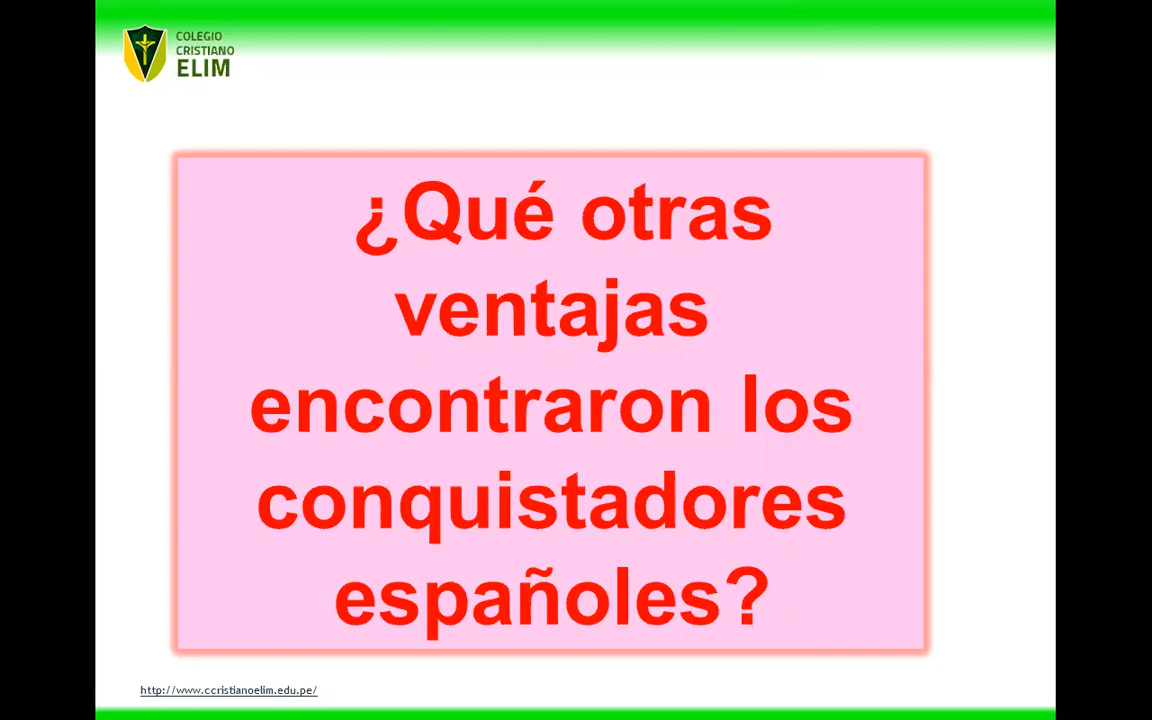 COLEGIO
CRISTIANO
ELIM
¿Qué otras
ventajas
encontraron los
conquistadores
españoles?
http://www.ccristianoelim.edu.pe/